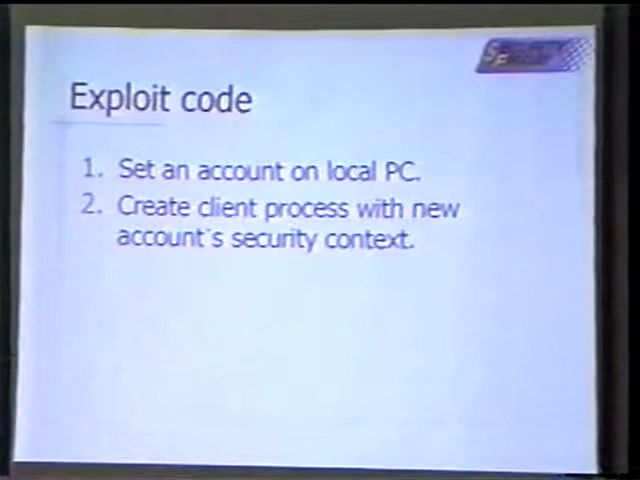 Exploit code
1. Set an account on local PC.
2. Create client process with new
account's security context.